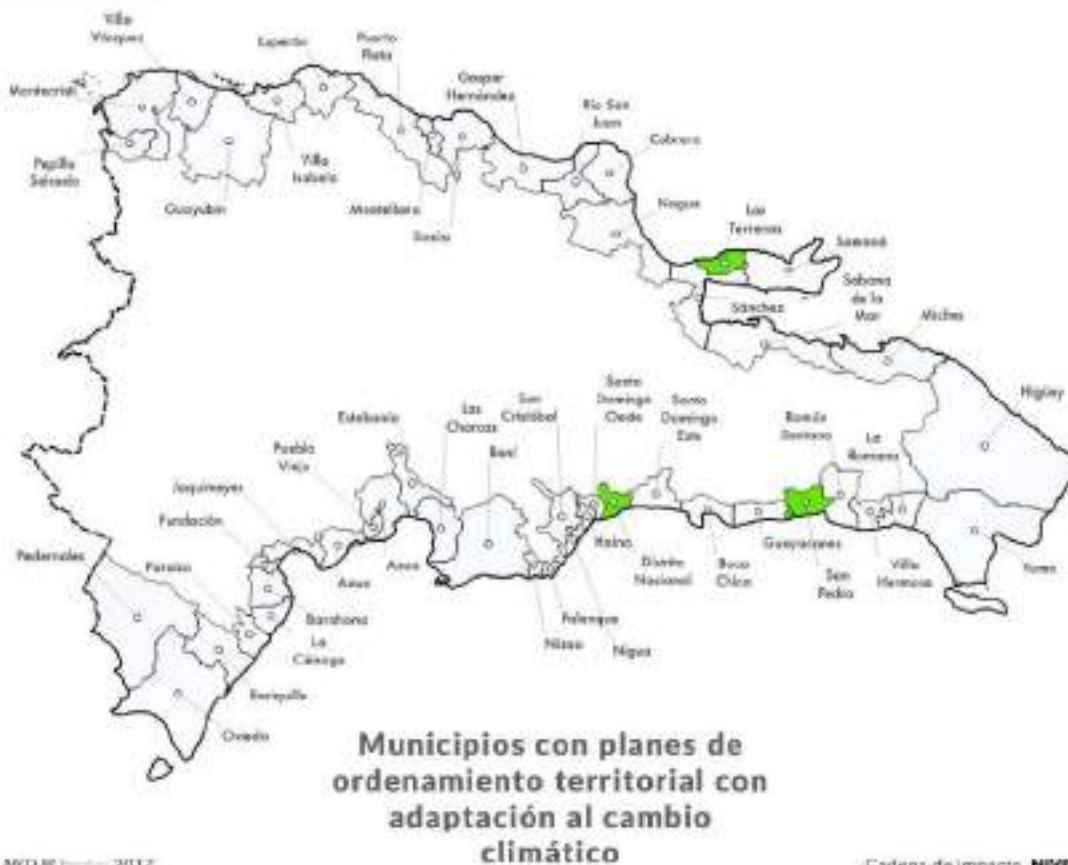 Villa
Vásquez
Luperón
Puerto
Plata
Gaspar
Hernández
Río San
Juan
Cabrera
Montecristi
Pepillo
Salcedo
Guayubín
Villa
Isabela
Montellano
Sosúa
Nagua
Las
Terrenas
Samaná
Sánchez
Sabana
de la
Mar
Miches
Higüey
Estebanía
Las
Charcas
San
Cristóbal
Santo
Domingo
Oeste
Santo
Domingo
Este
Ramón
Santana
La
Romana
Pueblo
Viejo
Baní
Jaquimeyes
Fundación
Pedernales
Paraíso
Azua
Azua
Haina
Distrito
Nacional
Boca
Chica
Guayacanes
San
Pedro
Villa
Hermosa
Yuma
Barahona
La
Ciénaga
Nizao
Palenque
Nigua
Enriquillo
Oviedo
Municipios con planes de
ordenamiento territorial con
adaptación al cambio
climático
2017
Cadena de impacto